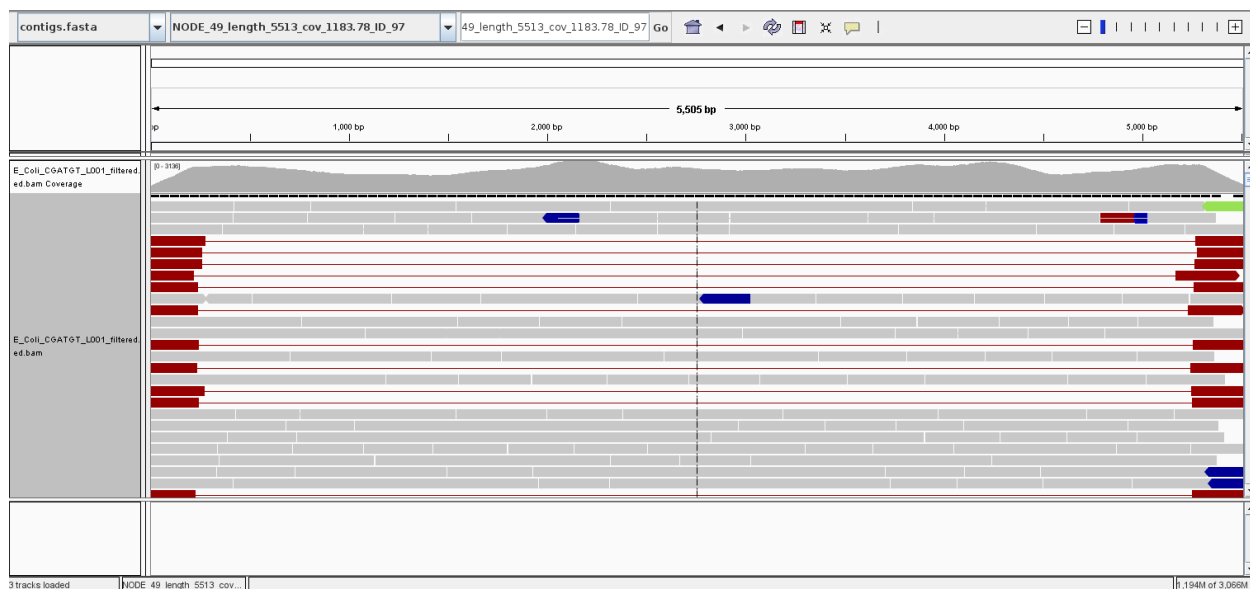 contigs.fasta NODE_49_length_5513_cov_1183.78_ID_97 49_length_5513_cov_1183.78_ID_97 Go
5,505 bp
bp 1,000 bp 2,000 bp 3,000 bp 4,000 bp 5,000 bp
[0 - 3136]
E_Coli_CGATGT_L001_filtered.
ed.bam Coverage
E_Coli_CGATGT_L001_filtered.
ed.bam
3 tracks loaded NODE_49_length_5513_cov... 1,194M of 3,066M